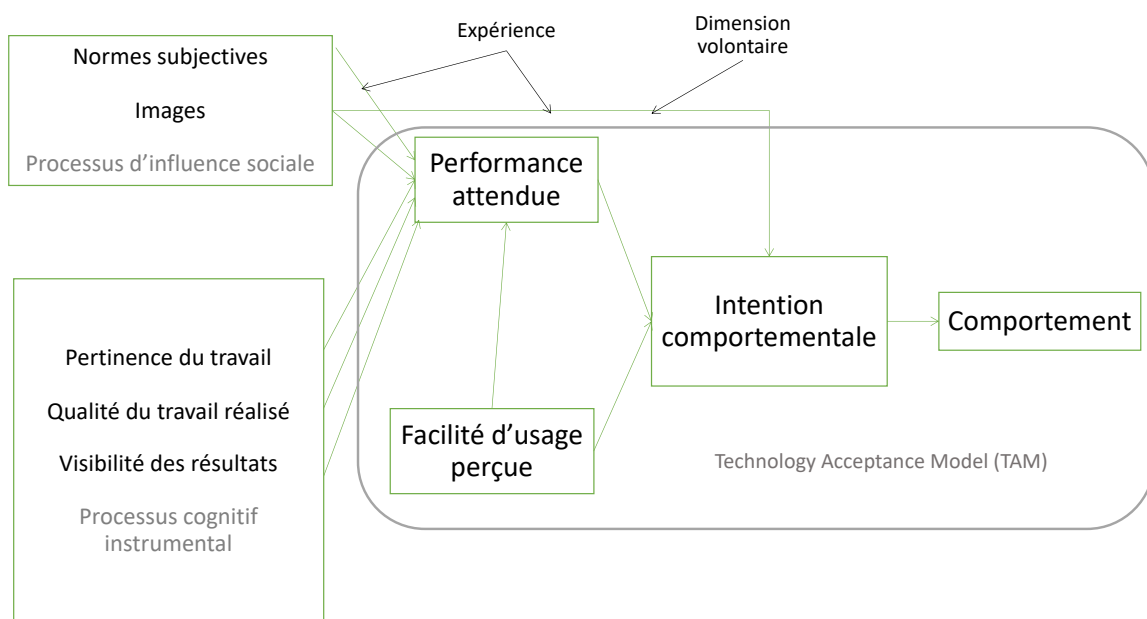 Expérience
Dimension
volontaire
Normes subjectives
Images
Processus d’influence sociale
Performance
attendue
Intention
comportementale
Comportement
Pertinence du travail
Qualité du travail réalisé
Visibilité des résultats
Processus cognitif
instrumental
Facilité d’usage
perçue
Technology Acceptance Model (TAM)